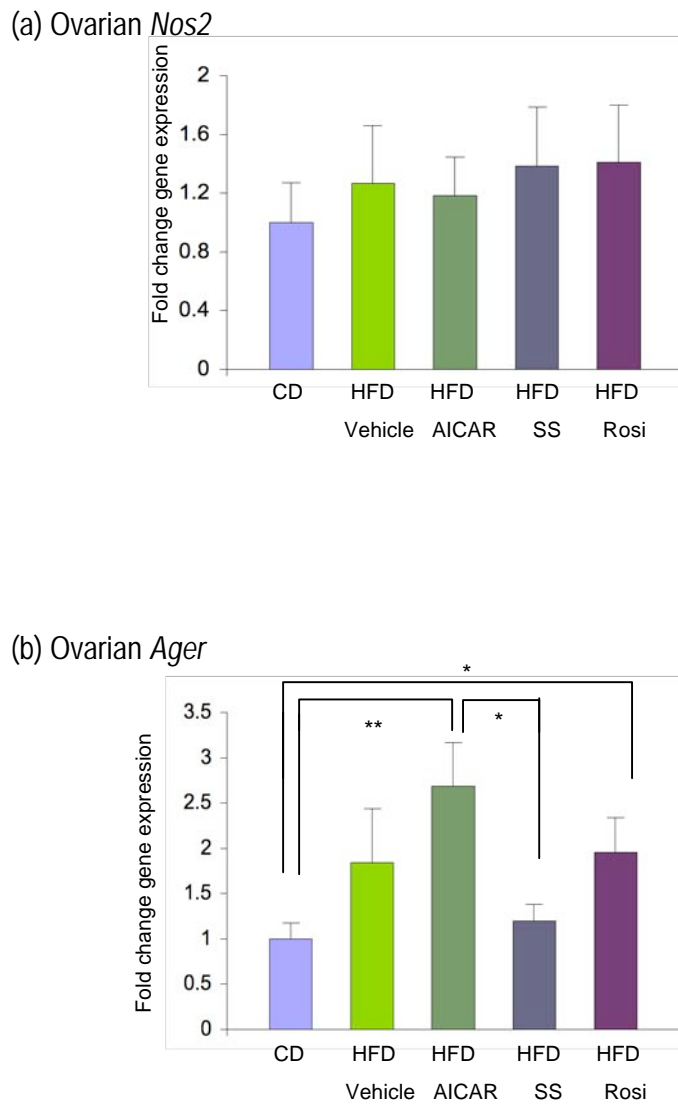 (a) Ovarian Nos2
Fold change gene expression
2
1.6
1.2
0.8
0.4
0
CD HFD HFD HFD HFD
Vehicle AICAR SS Rosi
(b) Ovarian Ager
*
** *
Fold change gene expression
3.5
3
2.5
2
1.5
1
0.5
0
CD HFD HFD HFD HFD
Vehicle AICAR SS Rosi